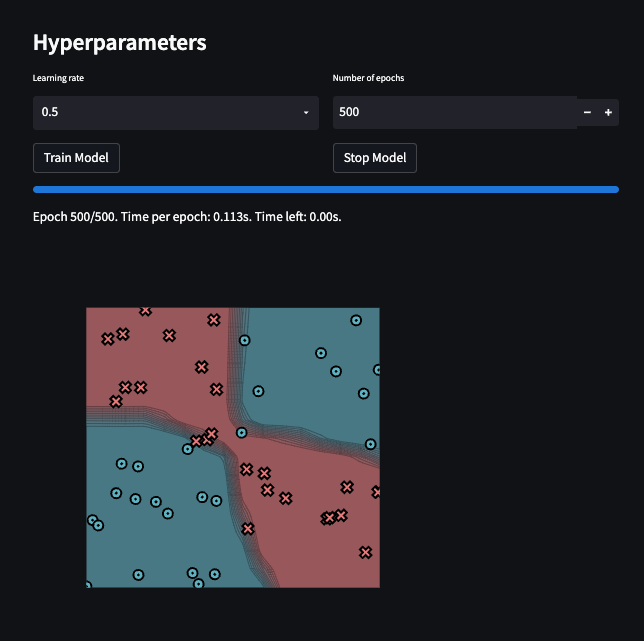 Hyperparameters
Learning rate
Number of epochs
0.5
500
Train Model
Stop Model
Epoch 500/500. Time per epoch: 0.113s. Time left: 0.00s.